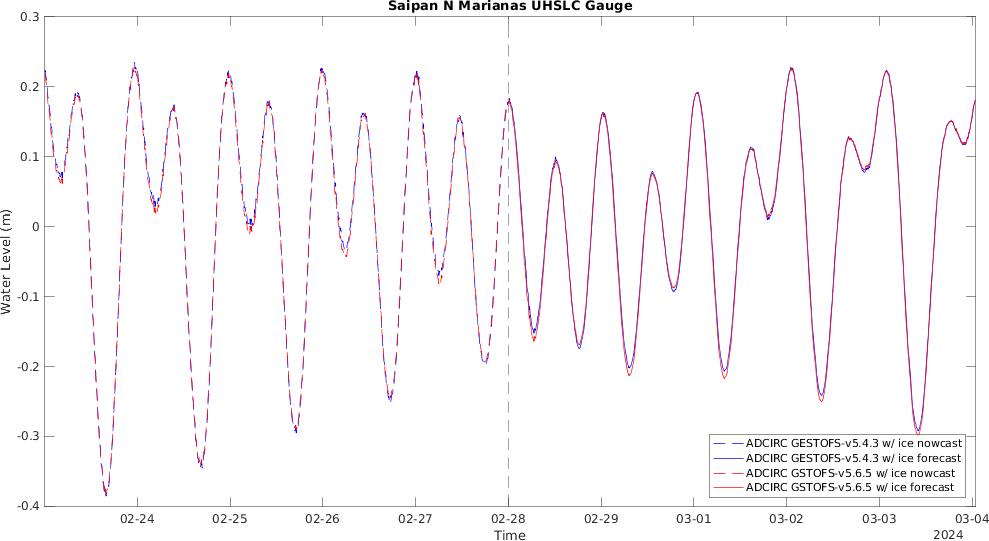 Saipan N Marianas UHSLC Gauge
0.3
0.2
0.1
0
-0.1
-0.2
-0.3
-0.4
Water Level (m)
ADCIRC GESTOFS-v5.4.3 w/ ice nowcast
ADCIRC GESTOFS-v5.4.3 w/ ice forecast
ADCIRC GSTOFS-v5.6.5 w/ ice nowcast
ADCIRC GSTOFS-v5.6.5 w/ ice forecast
02-24 02-25 02-26 02-27 02-28 02-29 03-01 03-02 03-03 03-04
Time
2024